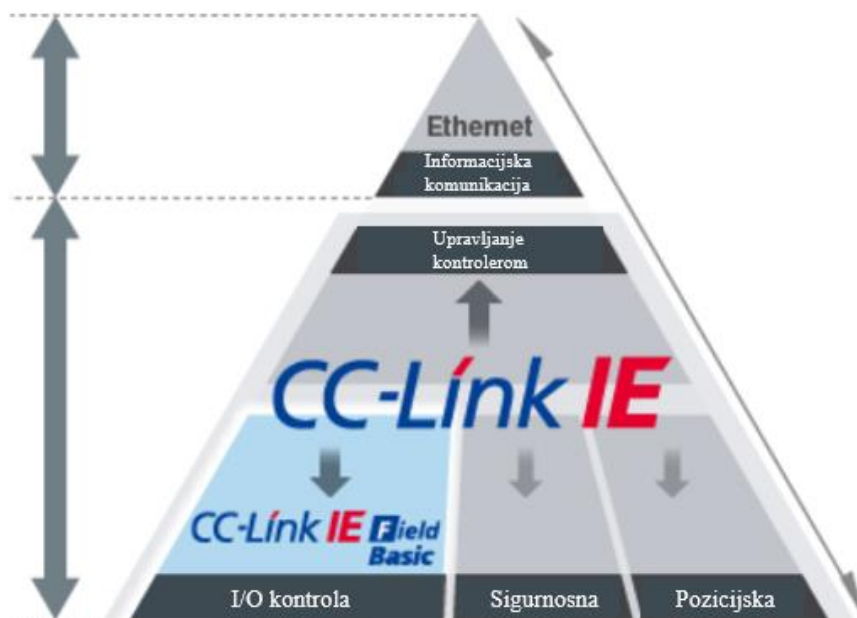 Ethernet
Informacijska
komunikacija
Upravljanje
kontrolerom
CC-Línk IE
CC-Línk IE Field
Basic
I/O kontrola
Sigurnosna
Pozicijska